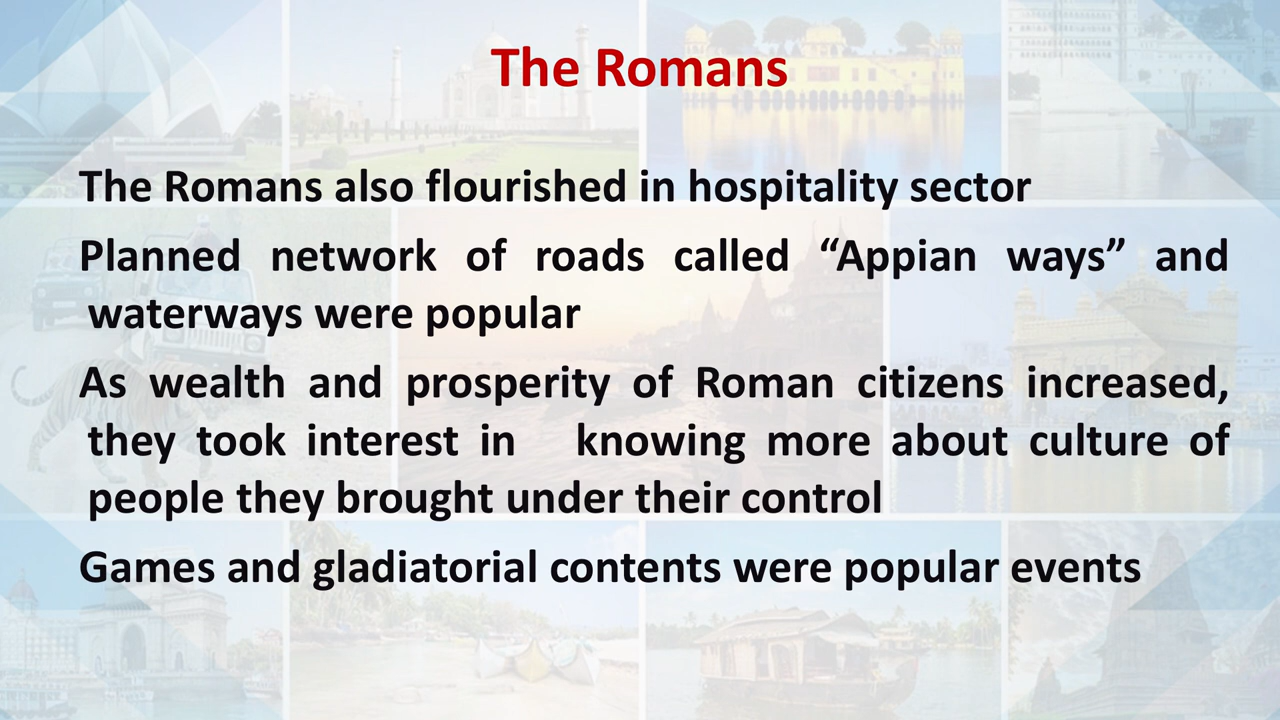 The Romans
The Romans also flourished in hospitality sector
Planned network of roads called “Appian ways” and
waterways were popular
As wealth and prosperity of Roman citizens increased,
they took interest in knowing more about culture of
people they brought under their control
Games and gladiatorial contents were popular events